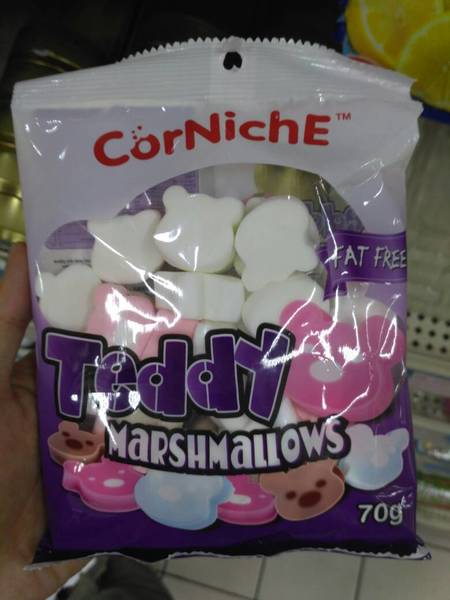 CorNichE™
FAT FREE
Teddy
MARSHMALLOWS
70g